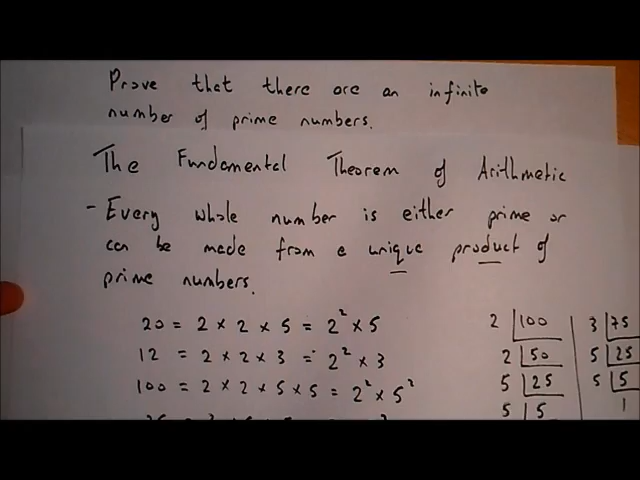 Prove that there are an infinite
number of prime numbers.
The Fundamental Theorem of Arithmetic
- Every whole number is either prime or
can be made from a unique product of
prime numbers.
20 = 2 × 2 × 5 = 2² × 5
12 = 2 × 2 × 3 = 2² × 3
100 = 2 × 2 × 5 × 5 = 2² × 5²
2 100
2 50
5 25
5 5
3 75
5 25
5 5
1